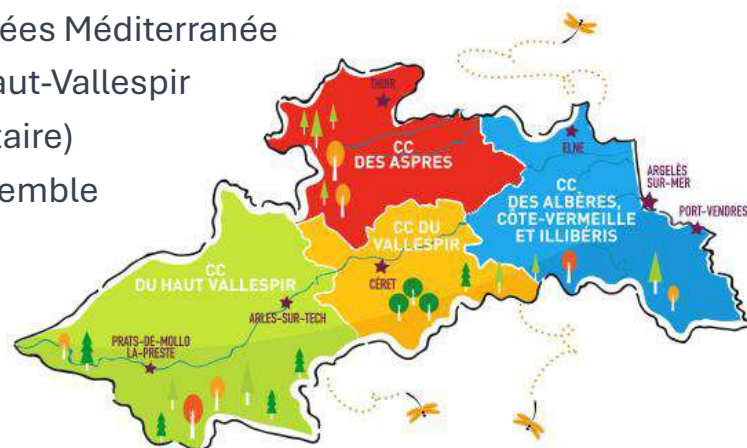 ées Méditerranée
aut-Vallespir
taire)
emble
THUIR
CC
DES ASPRES
ELNE
CC
DES ALBÈRES,
CÔTE-VERMEILLE
ET ILLIBÉRIS
ARGELÈS
SUR-MER
PORT-VENDRES
CC DU
VALLESPIR
CÉRET
CC
DU HAUT VALLESPIR
ARLES-SUR-TECH
PRATS-DE-MOLLO
LA-PRESTE